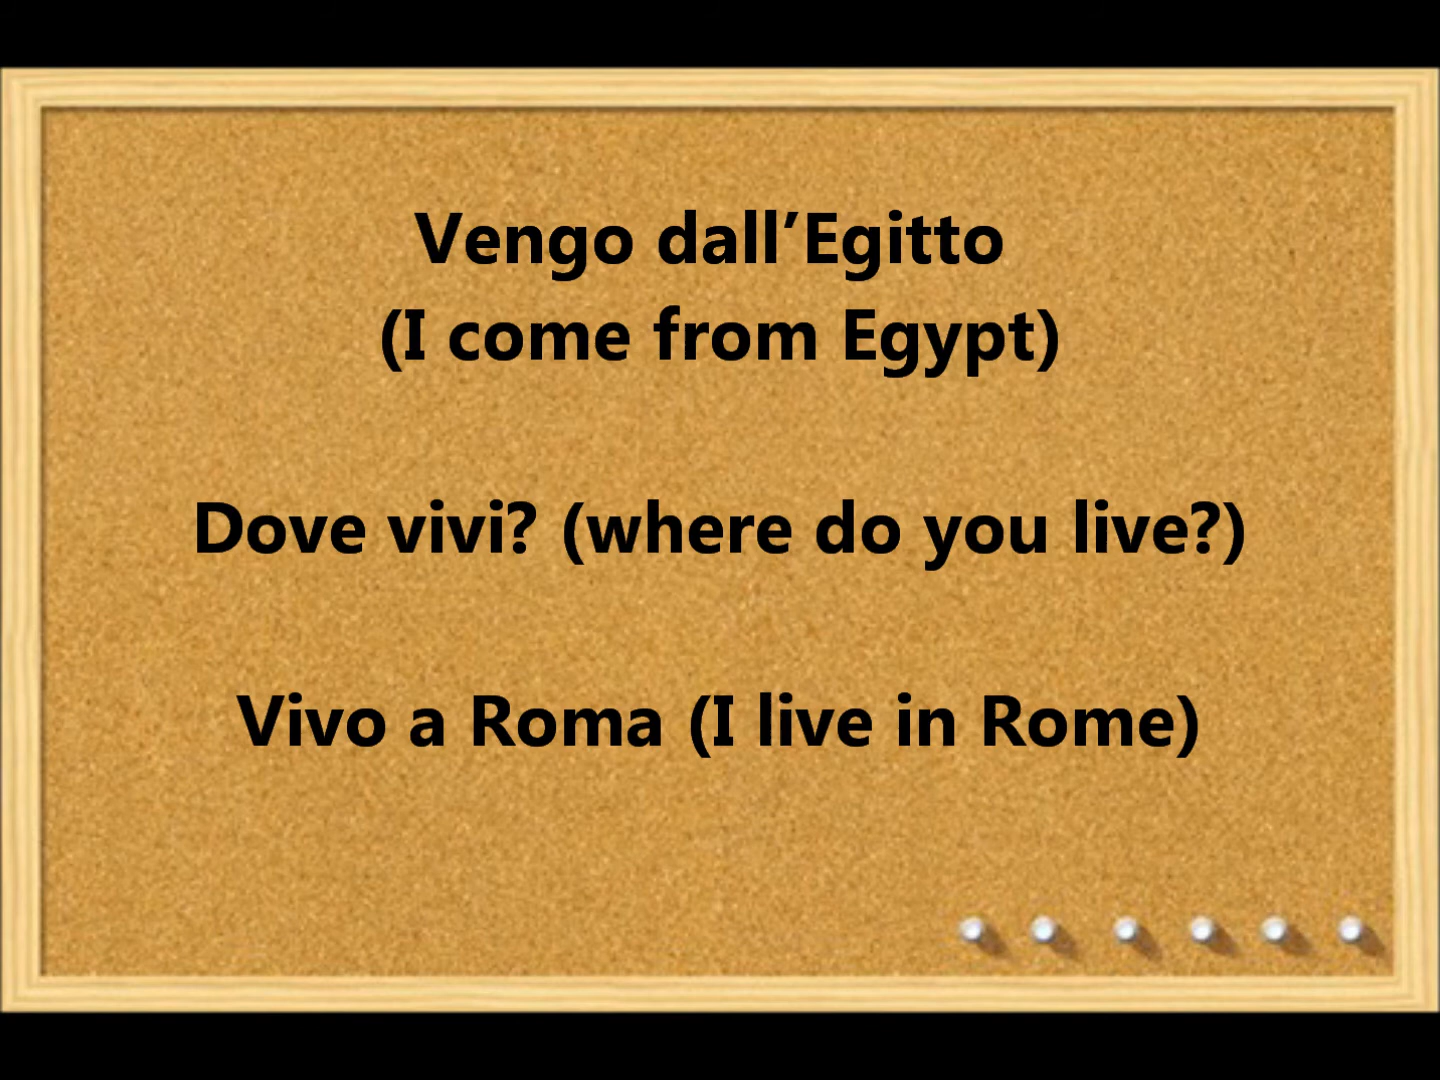 Vengo dall’Egitto
(I come from Egypt)
Dove vivi? (where do you live?)
Vivo a Roma (I live in Rome)